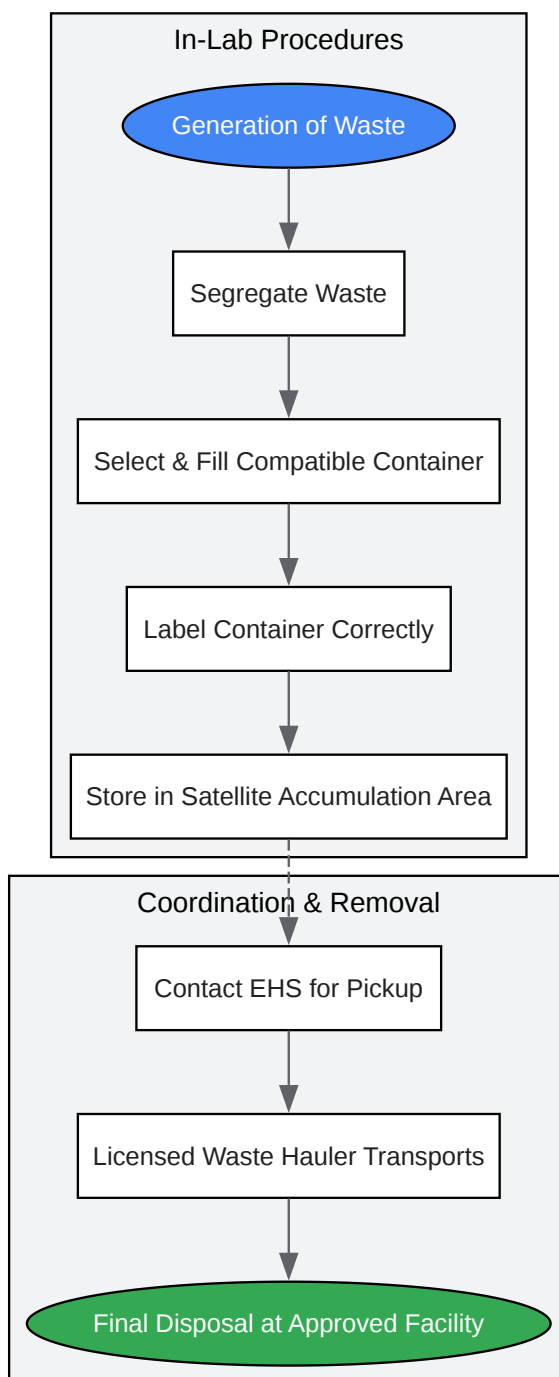 In-Lab Procedures
Generation of Waste
Segregate Waste
Select & Fill Compatible Container
Label Container Correctly
Store in Satellite Accumulation Area
Coordination & Removal
Contact EHS for Pickup
Licensed Waste Hauler Transports
Final Disposal at Approved Facility